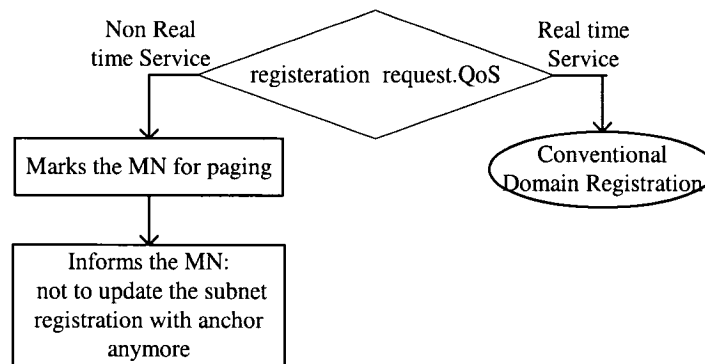 Non Real
time Service
registeration request.QoS
Real time
Service
Marks the MN for paging
Conventional
Domain Registration
Informs the MN:
not to update the subnet
registration with anchor
anymore